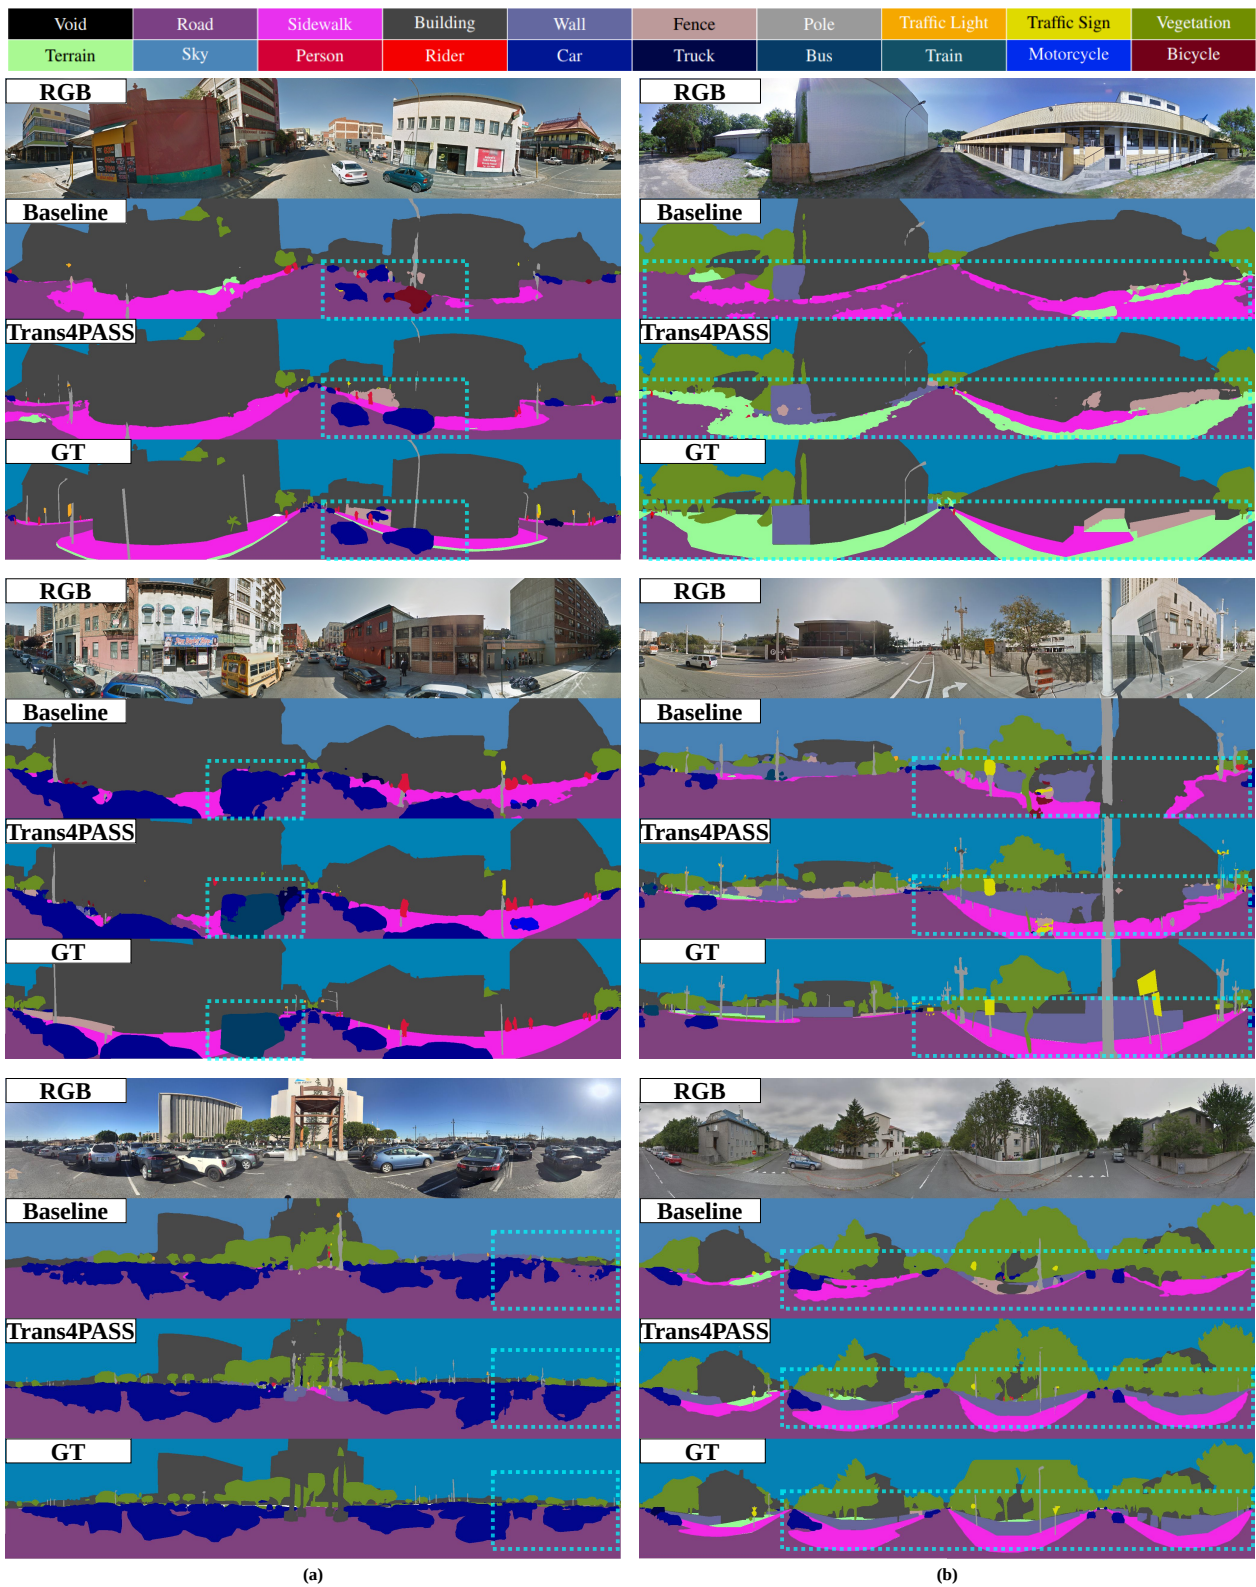 Void Road Sidewalk Building Wall Fence Pole Traffic Light Traffic Sign Vegetation
Terrain Sky Person Rider Car Truck Bus Train Motorcycle Bicycle
RGB RGB
Baseline Baseline
Trans4PASS Trans4PASS
GT GT
RGB RGB
Baseline Baseline
Trans4PASS Trans4PASS
GT GT
RGB RGB
Baseline Baseline
Trans4PASS Trans4PASS
GT GT
(a) (b)